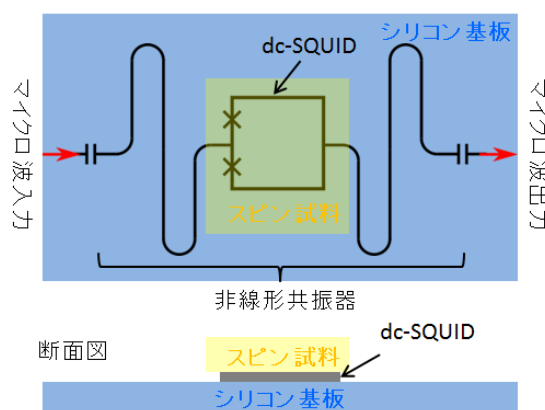 シリコン基板
dc-SQUID
マイクロ波入力
マイクロ波出力
スピン試料
非線形共振器
断面図
dc-SQUID
スピン試料
シリコン基板